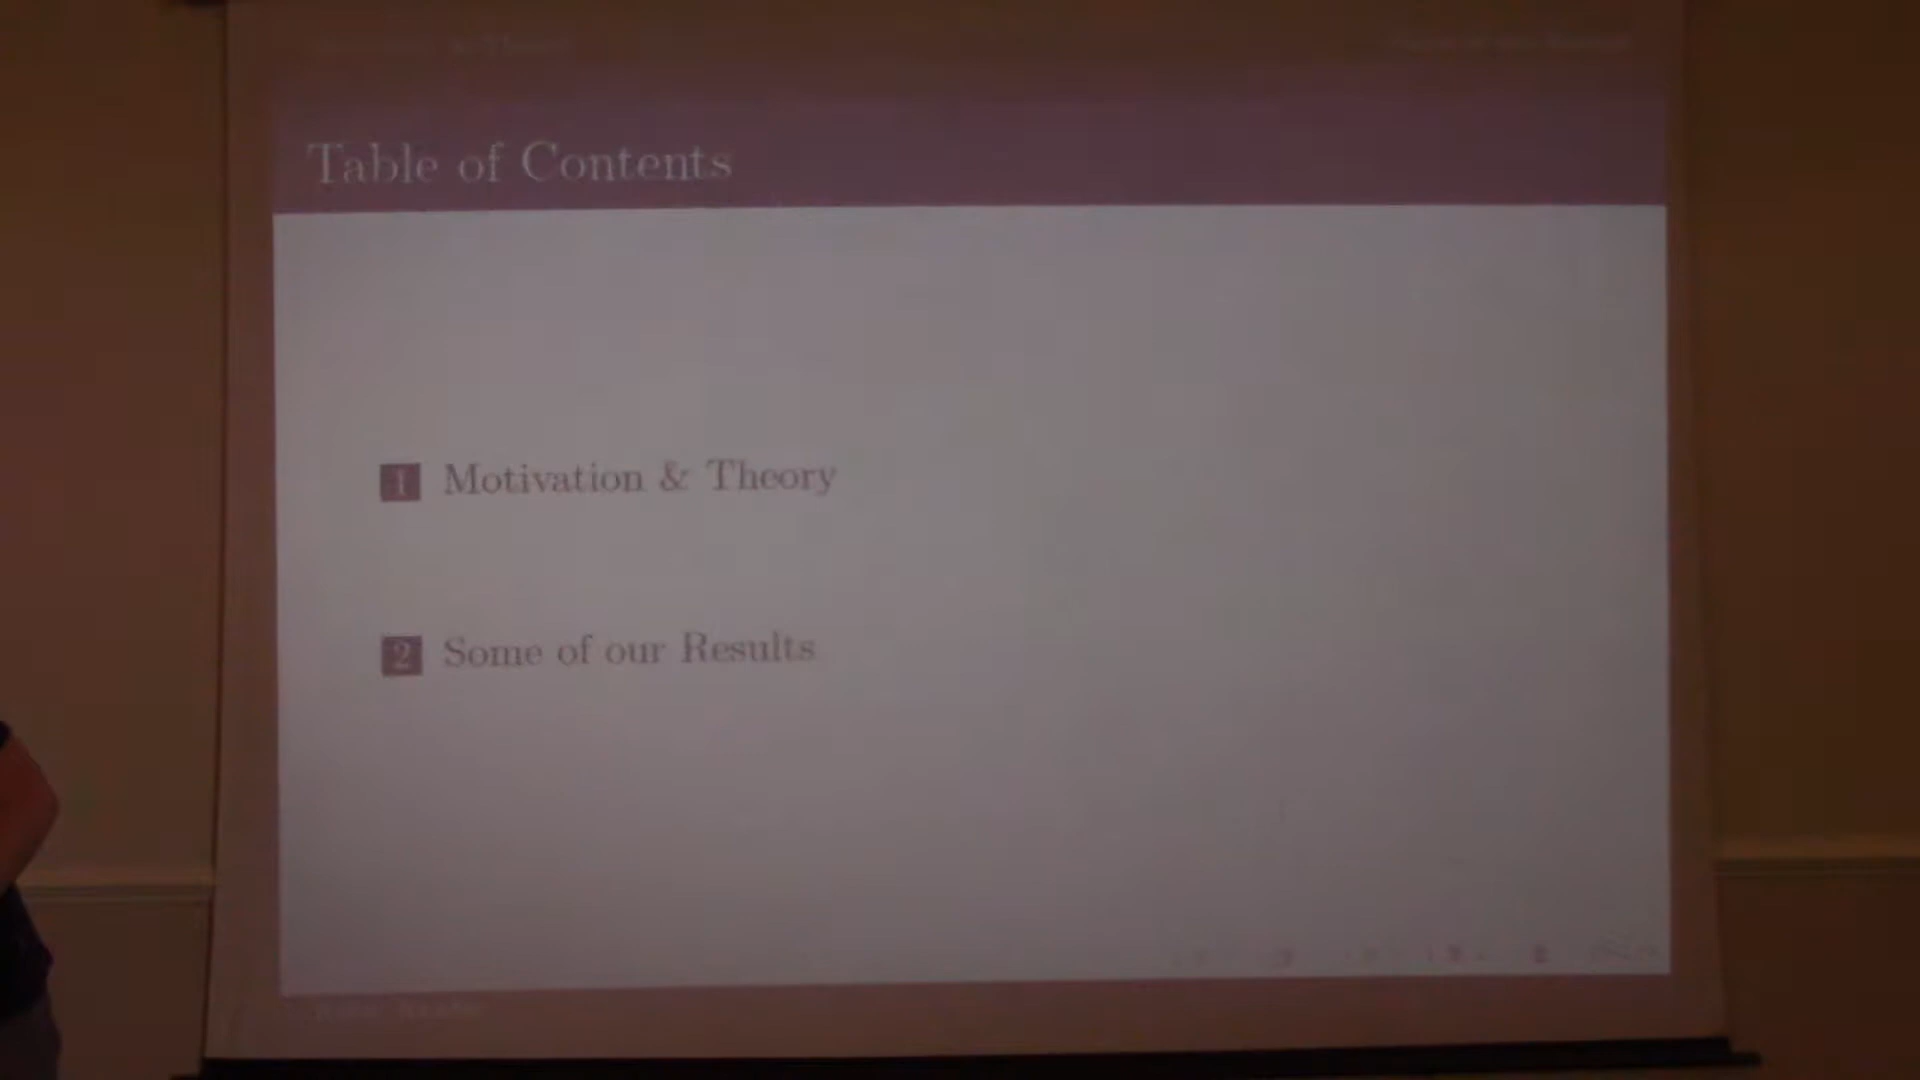 Table of Contents
1 Motivation & Theory
2 Some of our Results